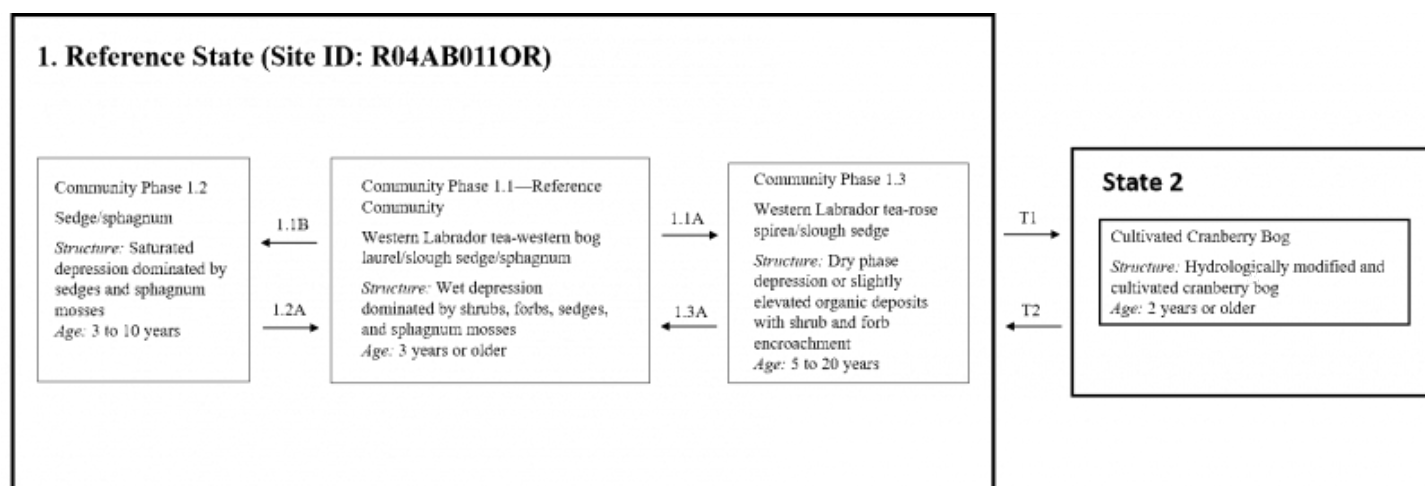 1. Reference State (Site ID: R04AB011OR)
Community Phase 1.2
Sedge/sphagnum
Structure: Saturated
depression dominated by
sedges and sphagnum
mosses
Age: 3 to 10 years
1.1B
1.2A
Community Phase 1.1—Reference
Community
Western Labrador tea-western bog
laurel/slough sedge/sphagnum
Structure: Wet depression
dominated by shrubs, forbs, sedges,
and sphagnum mosses
Age: 3 years or older
1.1A
1.3A
Community Phase 1.3
Western Labrador tea-rose
spirea/slough sedge
Structure: Dry phase
depression or slightly
elevated organic deposits
with shrub and forb
encroachment
Age: 5 to 20 years
T1
T2
State 2
Cultivated Cranberry Bog
Structure: Hydrologically modified and
cultivated cranberry bog
Age: 2 years or older